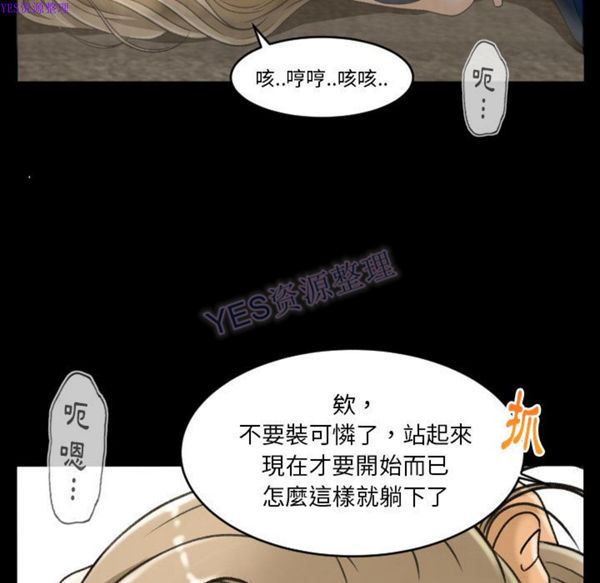 YES资源整理
咳..哼哼..咳咳..
呃…
YES资源整理
欸，
不要裝可憐了，站起來
現在才要開始而已
怎麼這樣就躺下了
抓
呃
嗯…